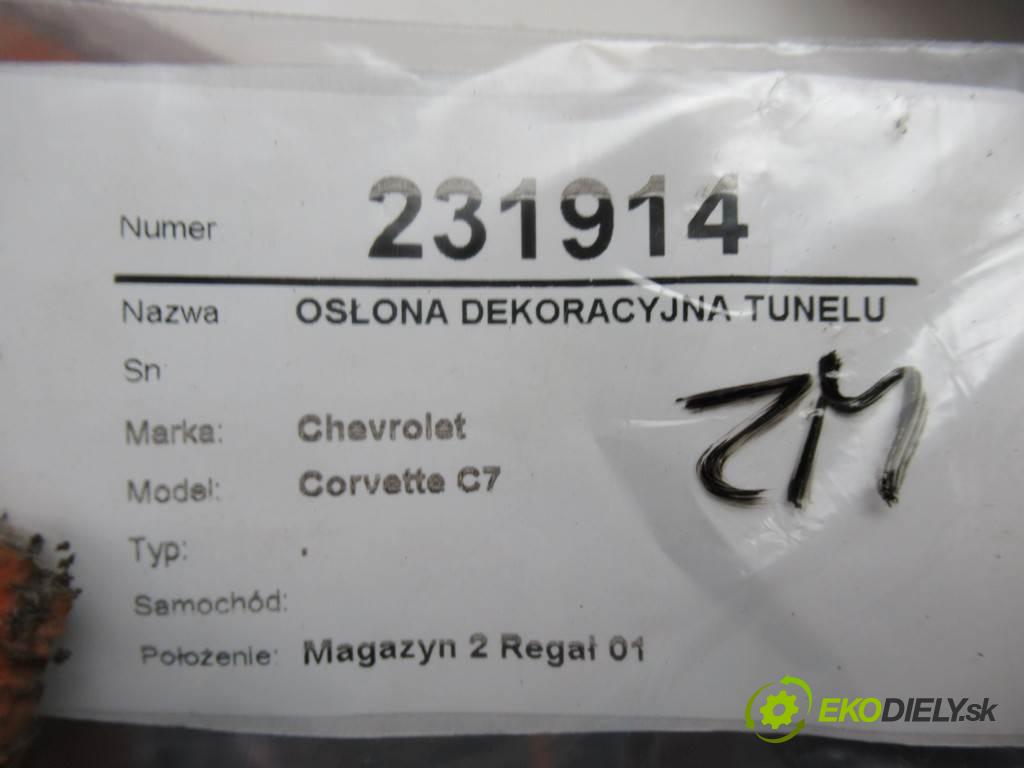 Numer 231914
Nazwa OSŁONA DEKORACYJNA TUNELU
Sn
ZM
Marka: Chevrolet
Model: Corvette C7
Typ: .
Samochód:
Położenie: Magazyn 2 Regał 01
EKODIELY.sk